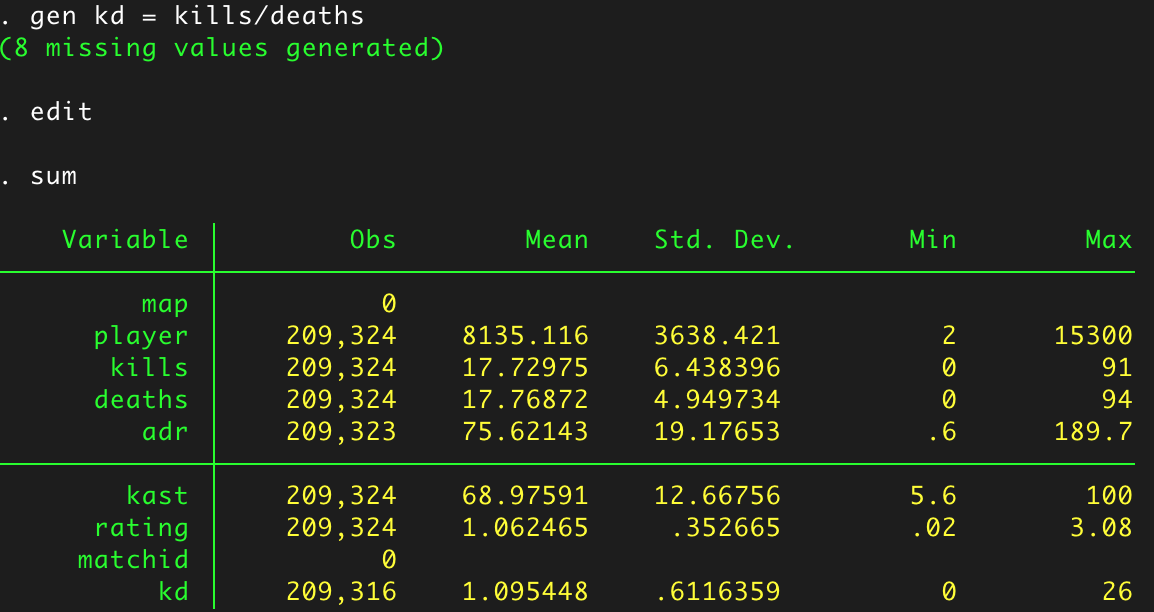 . gen kd = kills/deaths
(8 missing values generated)
. edit
. sum
Variable Obs Mean Std. Dev. Min Max
map 0
player 209,324 8135.116 3638.421 2 15300
kills 209,324 17.72975 6.438396 0 91
deaths 209,324 17.76872 4.949734 0 94
adr 209,323 75.62143 19.17653 .6 189.7
kast 209,324 68.97591 12.66756 5.6 100
rating 209,324 1.062465 .352665 .02 3.08
matchid 0
kd 209,316 1.095448 .6116359 0 26